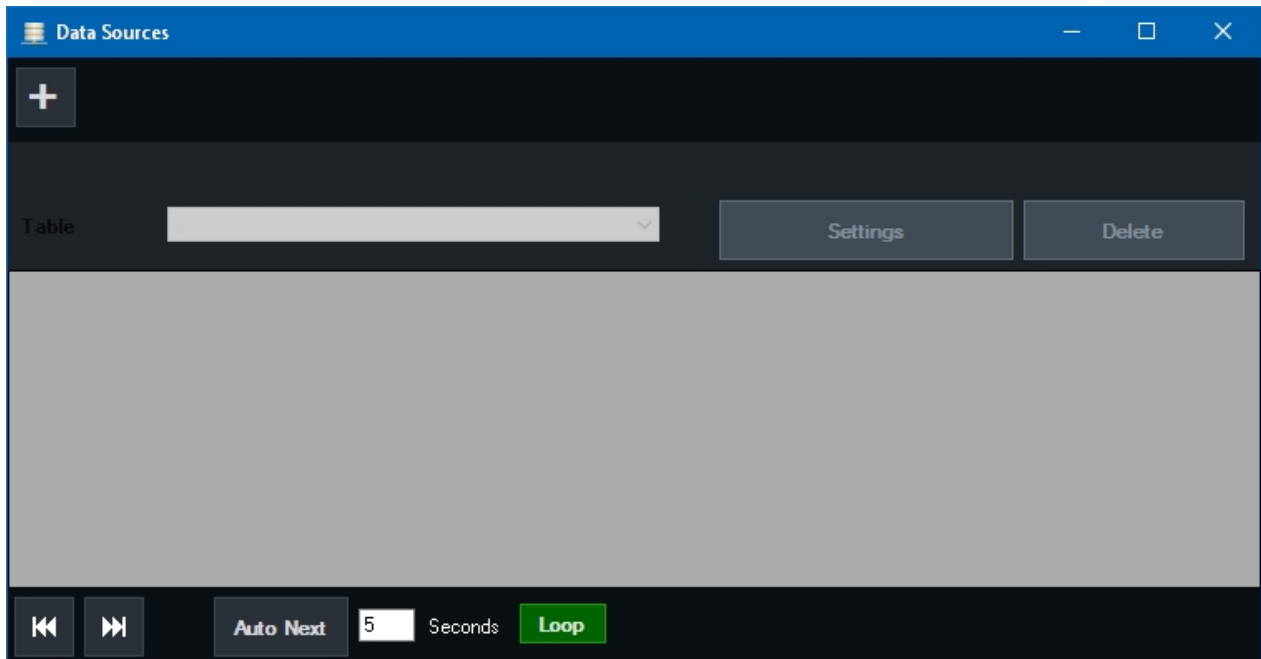 Data Sources
Table
Settings
Delete
Auto Next
5
Seconds
Loop